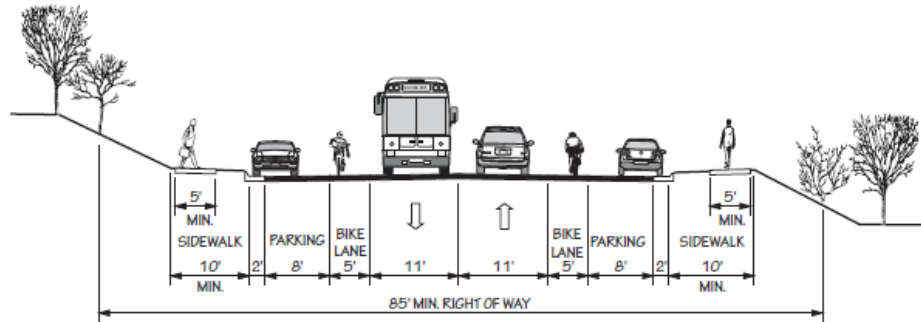 5' 5'
MIN. MIN.
SIDEWALK PARKING BIKE LANE BIKE LANE PARKING SIDEWALK
10' 2' 8' 5' 11' 11' 5' 8' 2' 10'
MIN. MIN.
85' MIN. RIGHT OF WAY